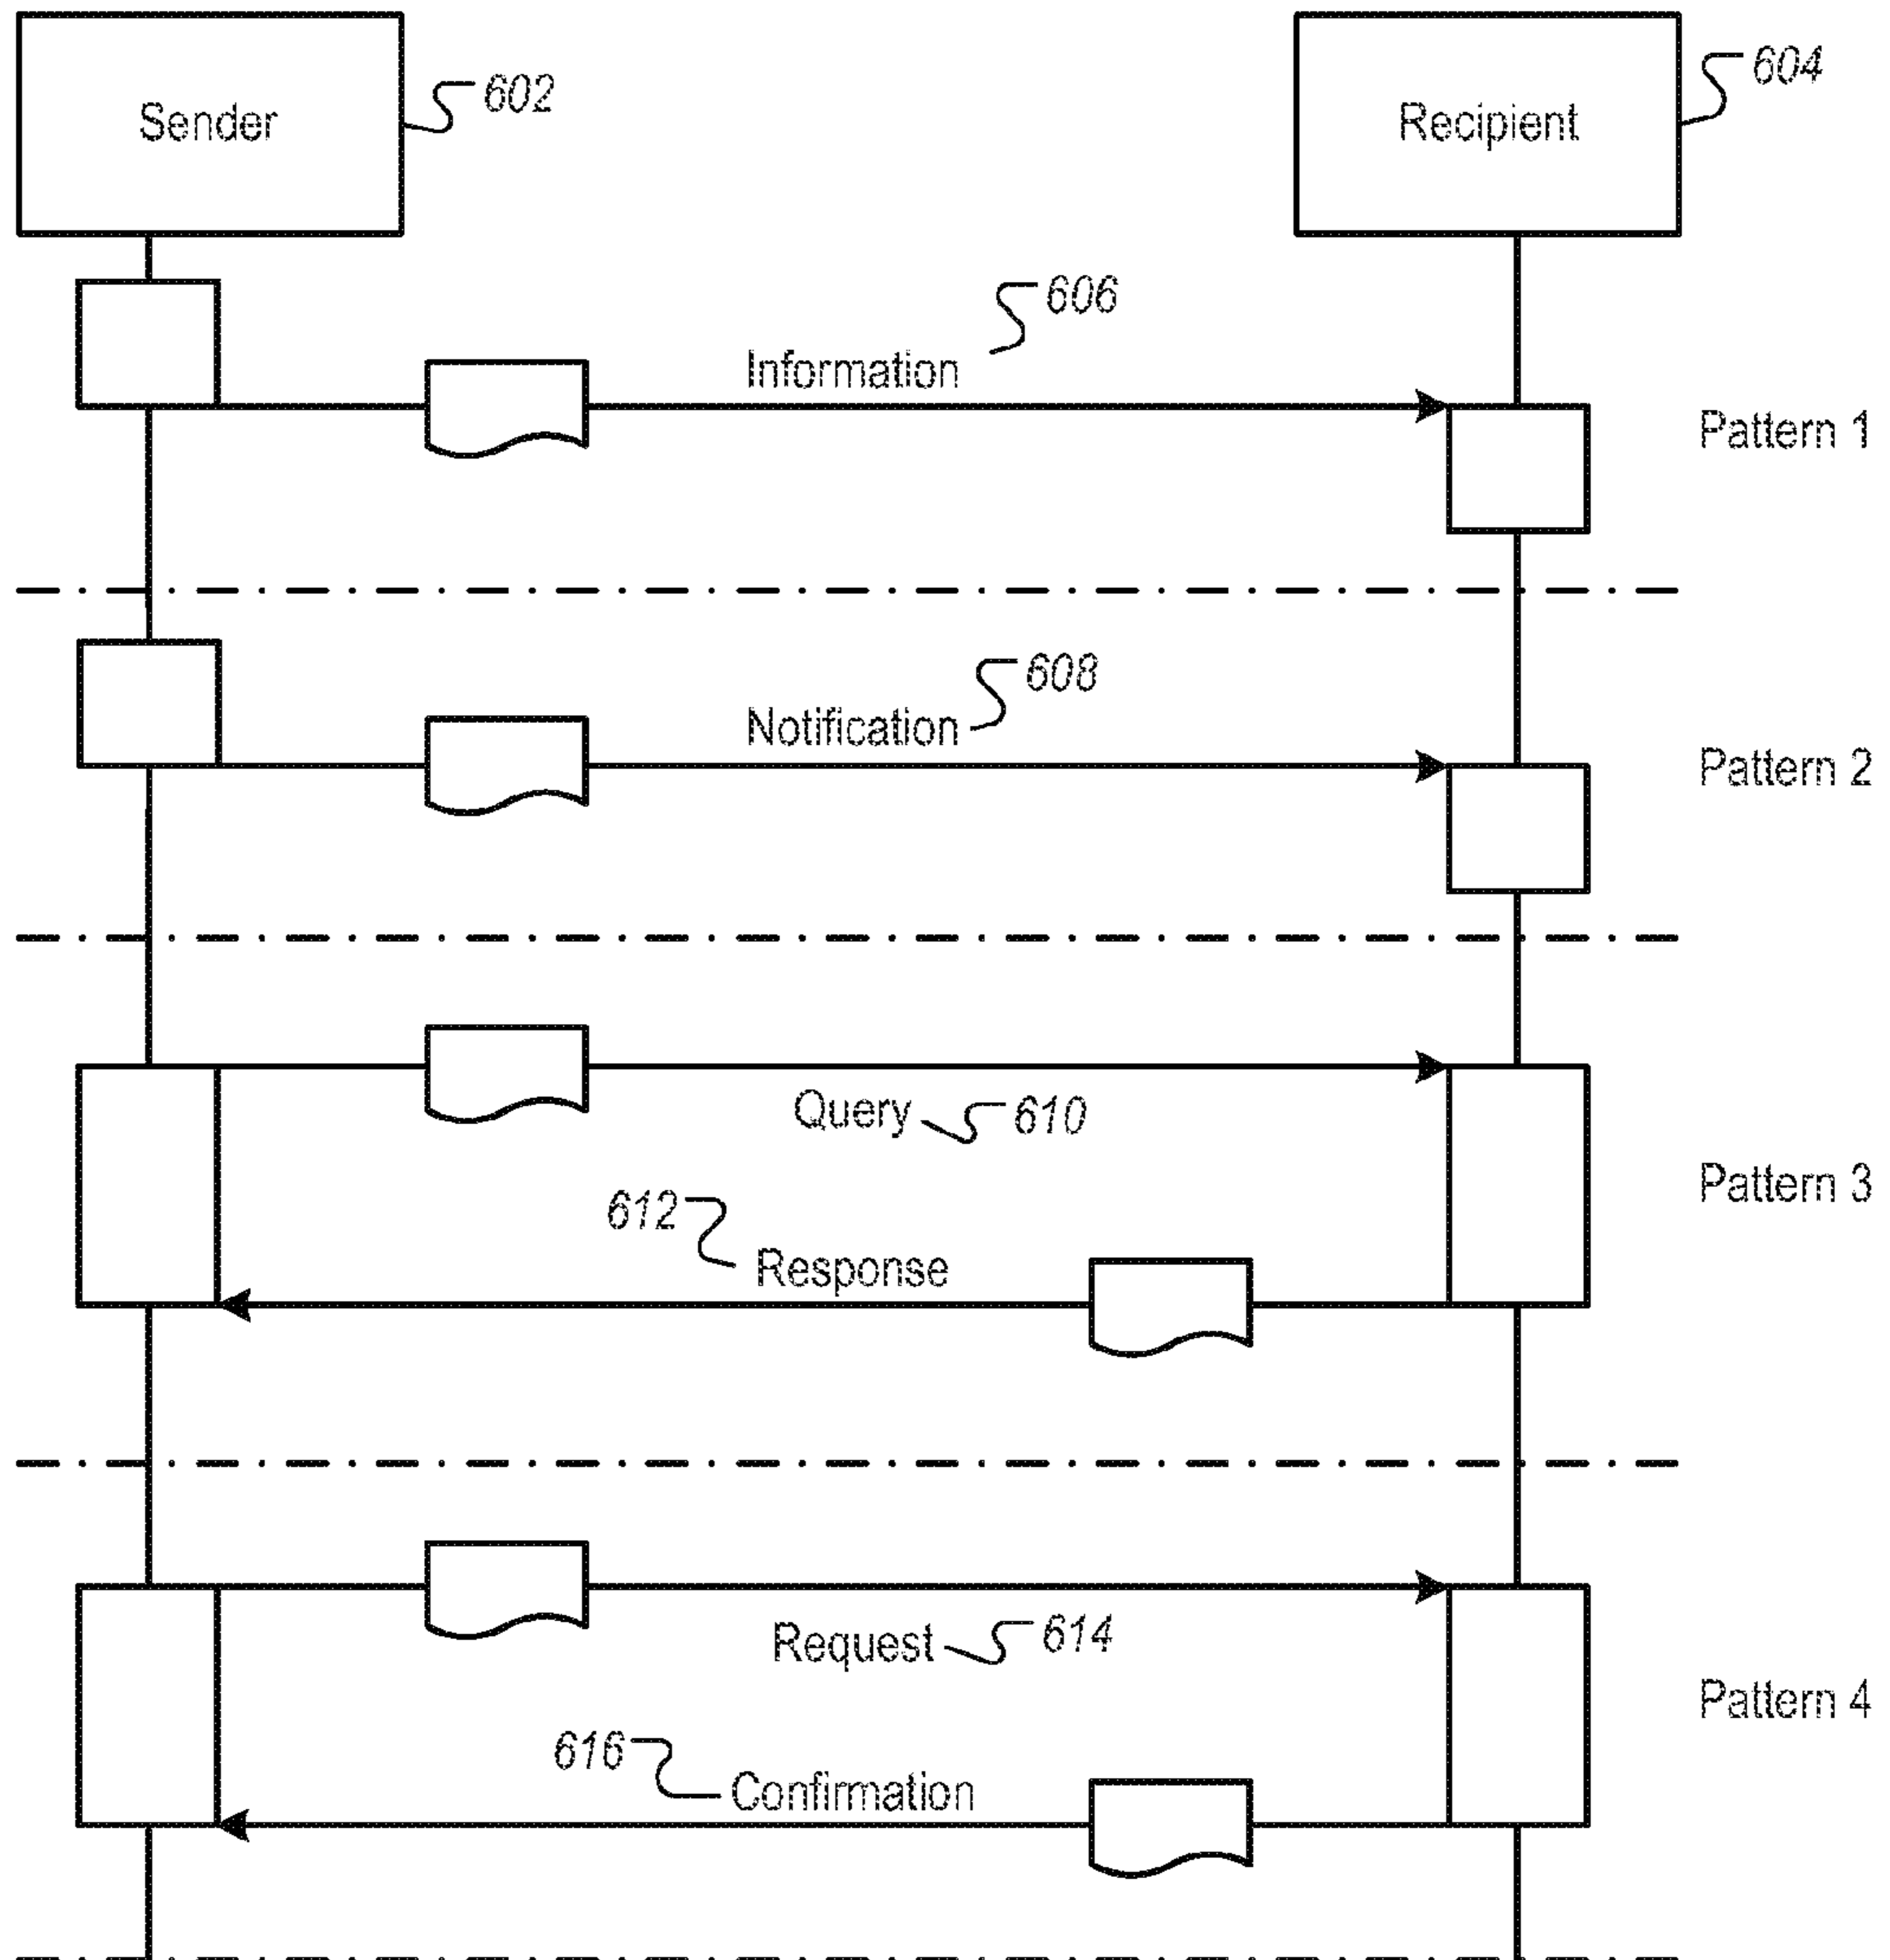 Sender
602
Recipient
604
606
Information
Pattern 1
608
Notification
Pattern 2
Query
610
Pattern 3
612
Response
Request
614
Pattern 4
616
Confirmation